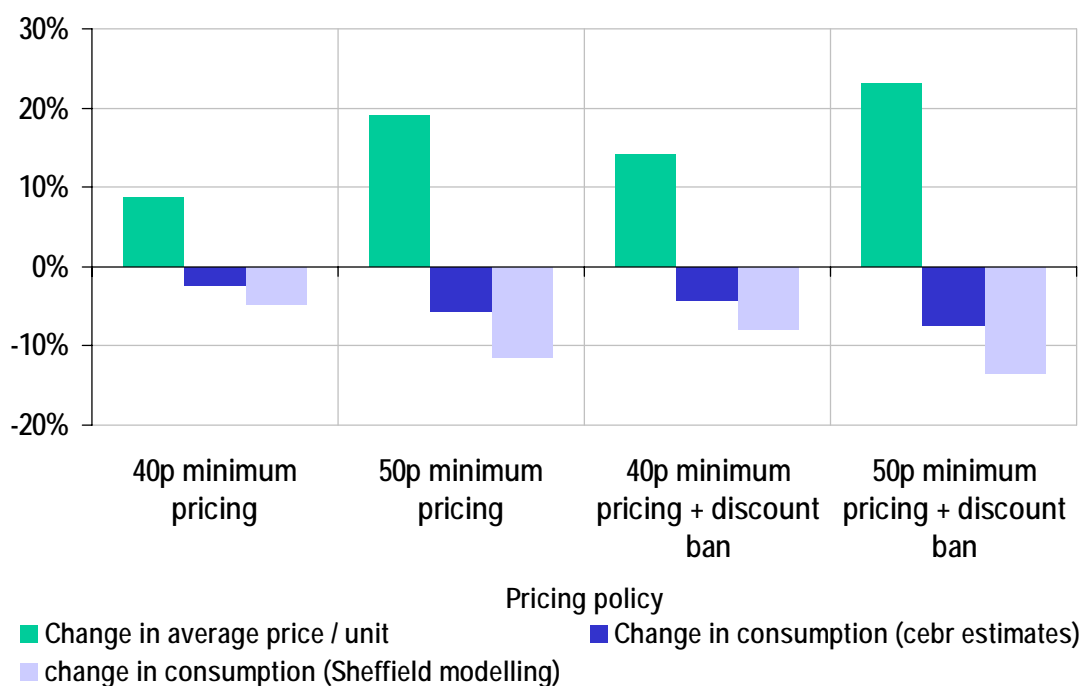 30%
20%
10%
0%
-10%
-20%
40p minimum
pricing
50p minimum
pricing
40p minimum
pricing + discount
ban
50p minimum
pricing + discount
ban
Pricing policy
Change in average price / unit
Change in consumption (cebr estimates)
change in consumption (Sheffield modelling)